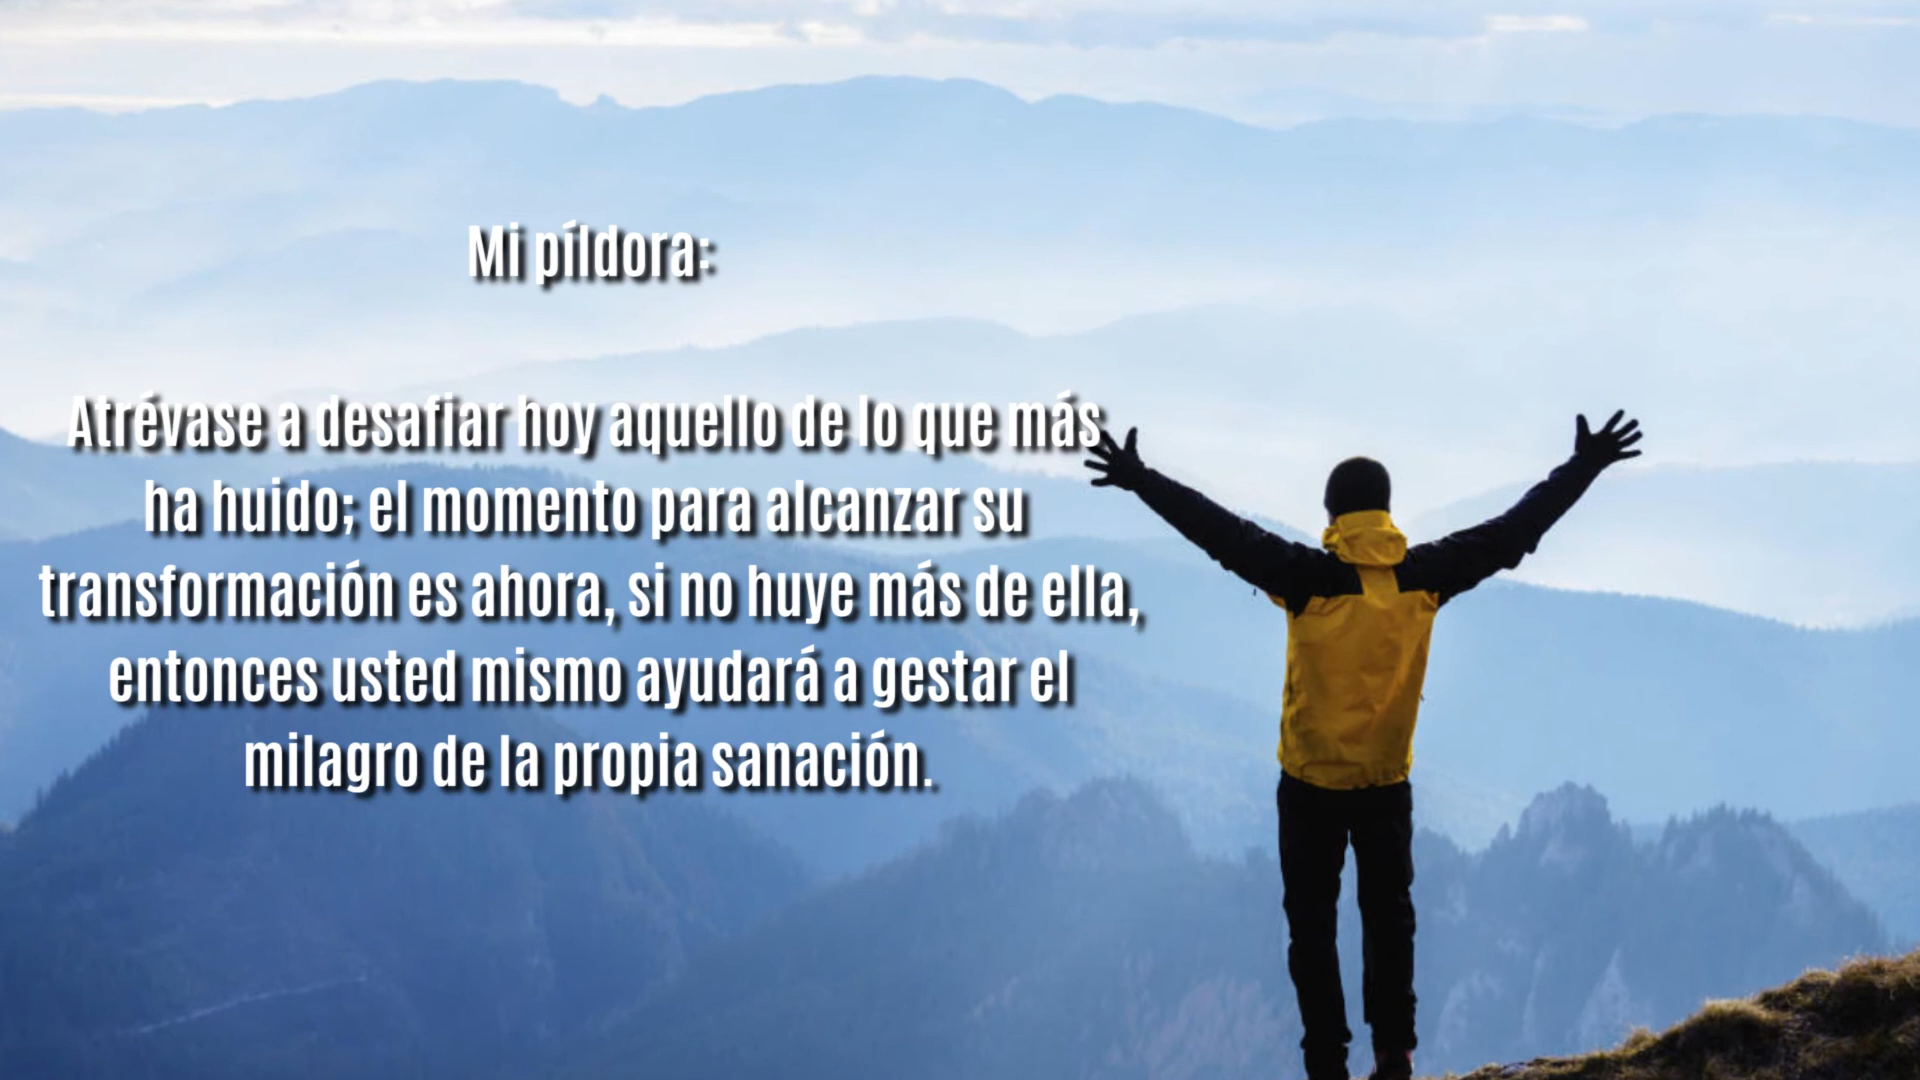 Mi píldora:
Atrévase a desafiar hoy aquello de lo que más
ha huido; el momento para alcanzar su
transformación es ahora, si no huye más de ella,
entonces usted mismo ayudará a gestar el
milagro de la propia sanación.